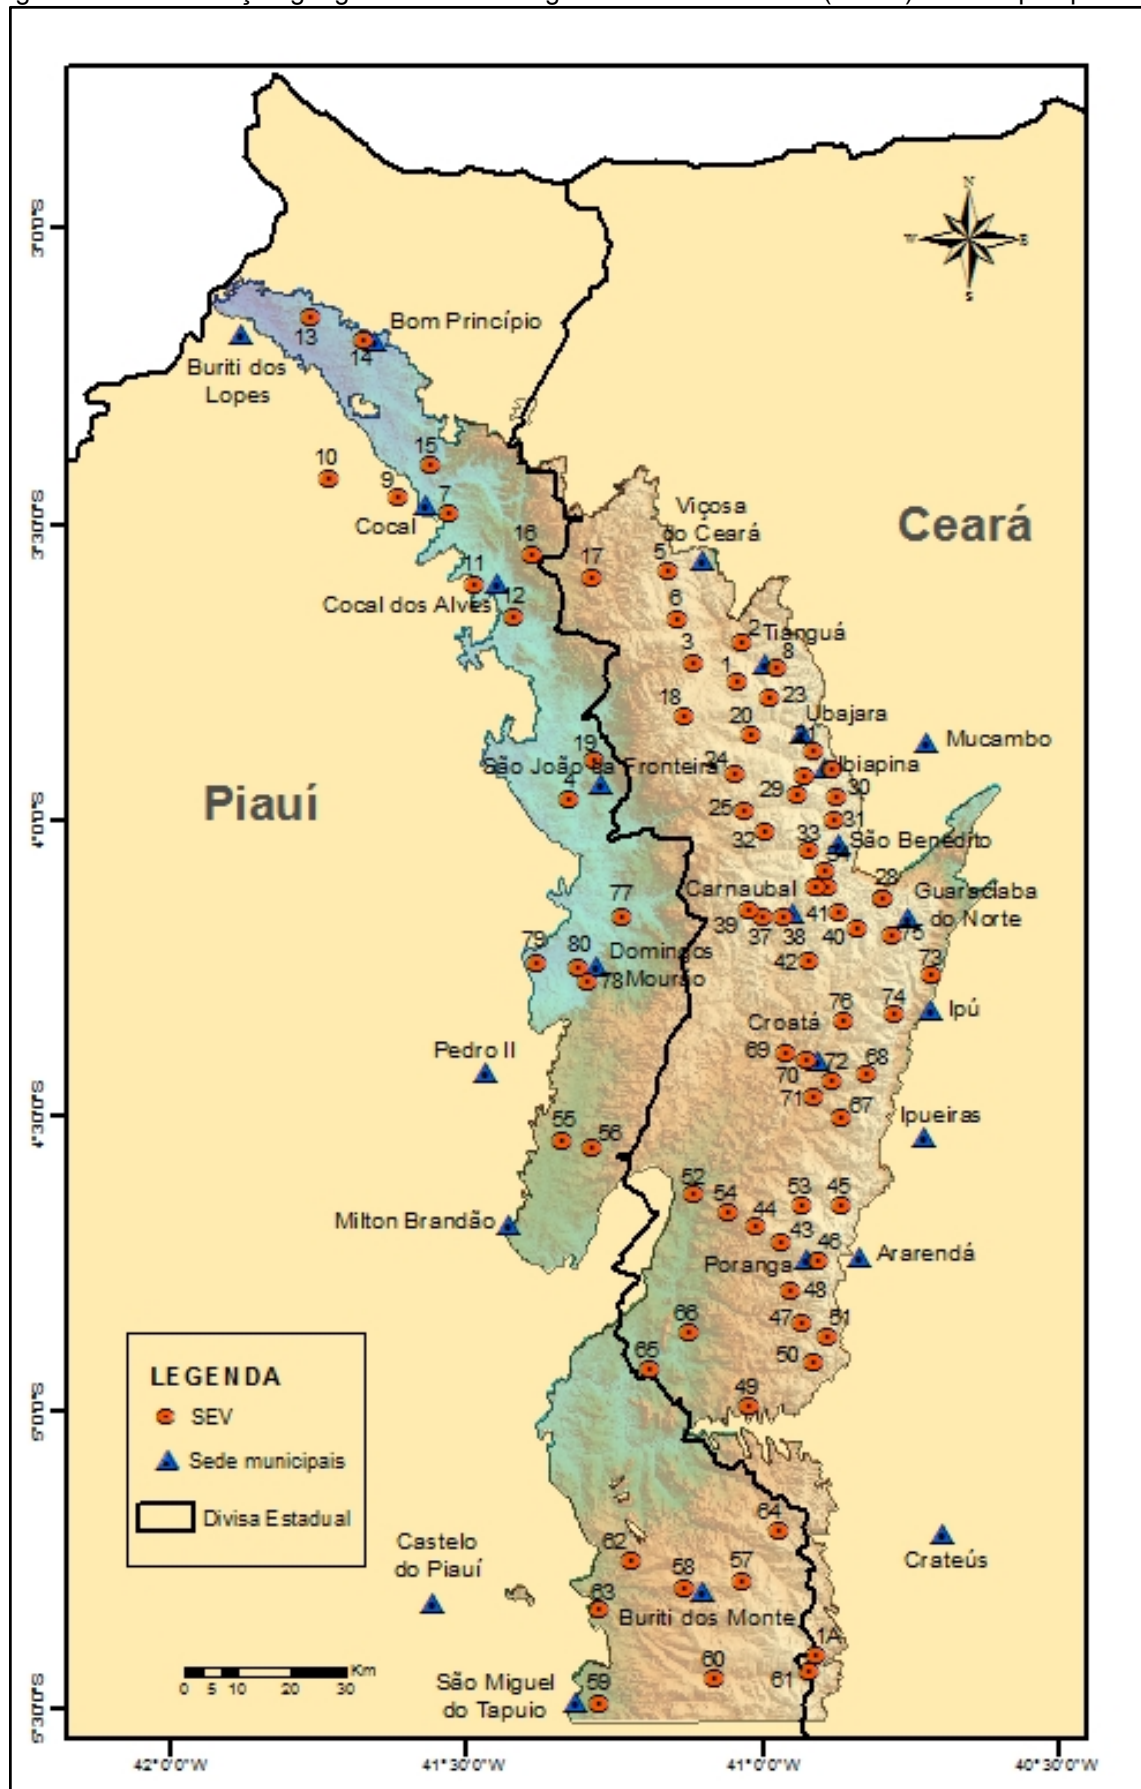 N
W
E
S
3°0'0"S
3°30'0"S
4°0'0"S
4°30'0"S
5°0'0"S
5°30'0"S
13
14
Bom Princípio
Buriti dos
Lopes
10
9
15
7
Cocal
16
11
Cocal dos Alves
12
17
5
Viçosa
do Ceará
Ceará
6
3
2
Tianguá
8
1
23
18
20
Ubajara
21
Mucambo
19
São João da Fronteira
4
24
Ibiapina
29
30
25
31
32
33
São Benedito
Piauí
34
Carnaubal
28
Guaraciaba
do Norte
39
37
38
41
40
75
42
73
77
79
80
Domingos
Mourão
78
76
74
Ipú
Croatá
69
70
72
68
71
67
Pedro II
55
56
Ipueiras
52
54
44
53
45
43
46
Milton Brandão
Poranga
Ararendá
48
47
51
50
66
65
49
LEGENDA
SEV
Sede municipais
Divisa Estadual
64
62
58
57
63
Buriti dos Monte
Castelo
do Piauí
Crateús
1A
60
61
59
São Miguel
do Tapuio
Km
0 5 10 20 30
42°0'0"W
41°30'0"W
41°0'0"W
40°30'0"W